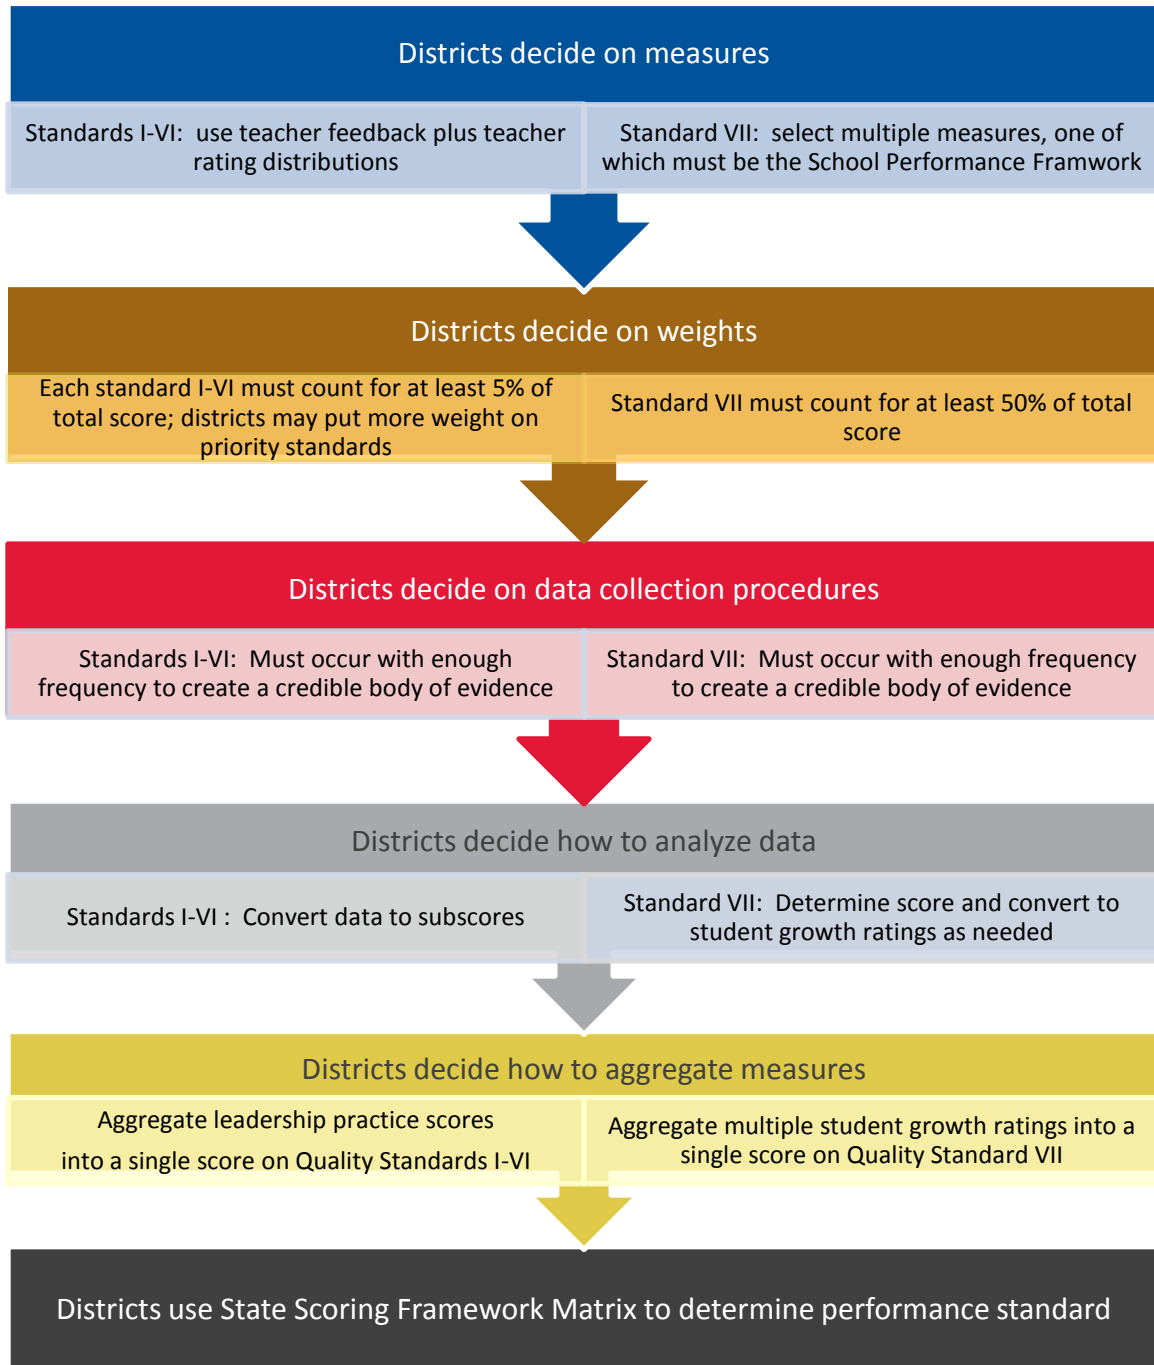 Districts decide on measures
Standards I-VI:  use teacher feedback plus teacher
rating distributions
Standard VII:  select multiple measures, one of
which must be the School Performance Framwork
Districts decide on weights
Each standard I-VI must count for at least 5% of
total score; districts may put more weight on
priority standards
Standard VII must count for at least 50% of total
score
Districts decide on data collection procedures
Standards I-VI:  Must occur with enough
frequency to create a credible body of evidence
Standard VII:  Must occur with enough frequency
to create a credible body of evidence
Districts decide how to analyze data
Standards I-VI :  Convert data to subscores
Standard VII:  Determine score and convert to
student growth ratings as needed
Districts decide how to aggregate measures
Aggregate leadership practice scores
into a single score on Quality Standards I-VI
Aggregate multiple student growth ratings into a
single score on Quality Standard VII
Districts use State Scoring Framework Matrix to determine performance standard